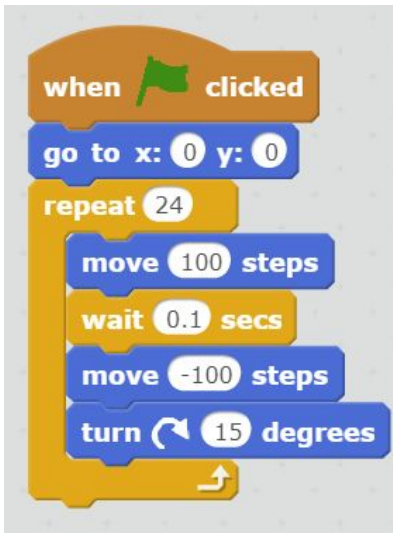 when clicked
go to x: 0 y: 0
repeat 24
move 100 steps
wait 0.1 secs
move -100 steps
turn 15 degrees